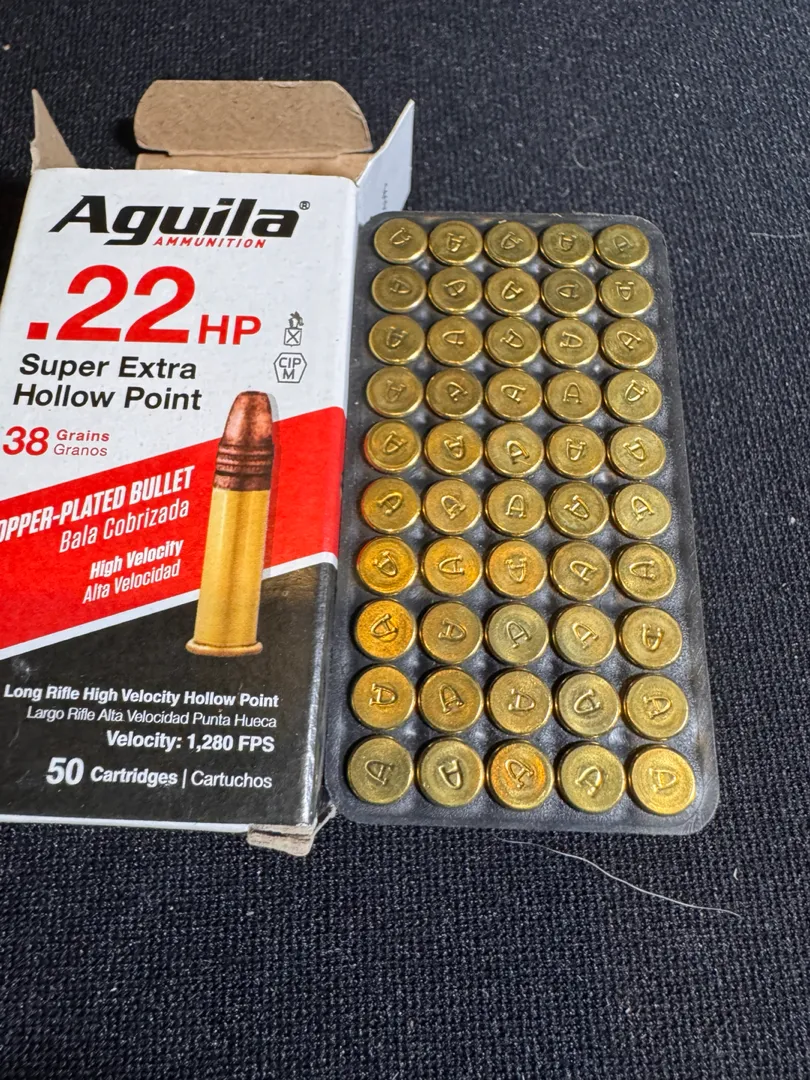 Aguila®
AMMUNITION
.22 HP
CIP
M
Super Extra
Hollow Point
38 Grains
Granos
OPPER-PLATED BULLET
Bala Cobrizada
High Velocity
Alta Velocidad
Long Rifle High Velocity Hollow Point
Largo Rifle Alta Velocidad Punta Hueca
Velocity: 1,280 FPS
50 Cartridges | Cartuchos
A A A A A
A A A A A
A A A A A
A A A A A
A A A A A
A A A A A
A A A A A
A A A A A
A A A A A
A A A A A